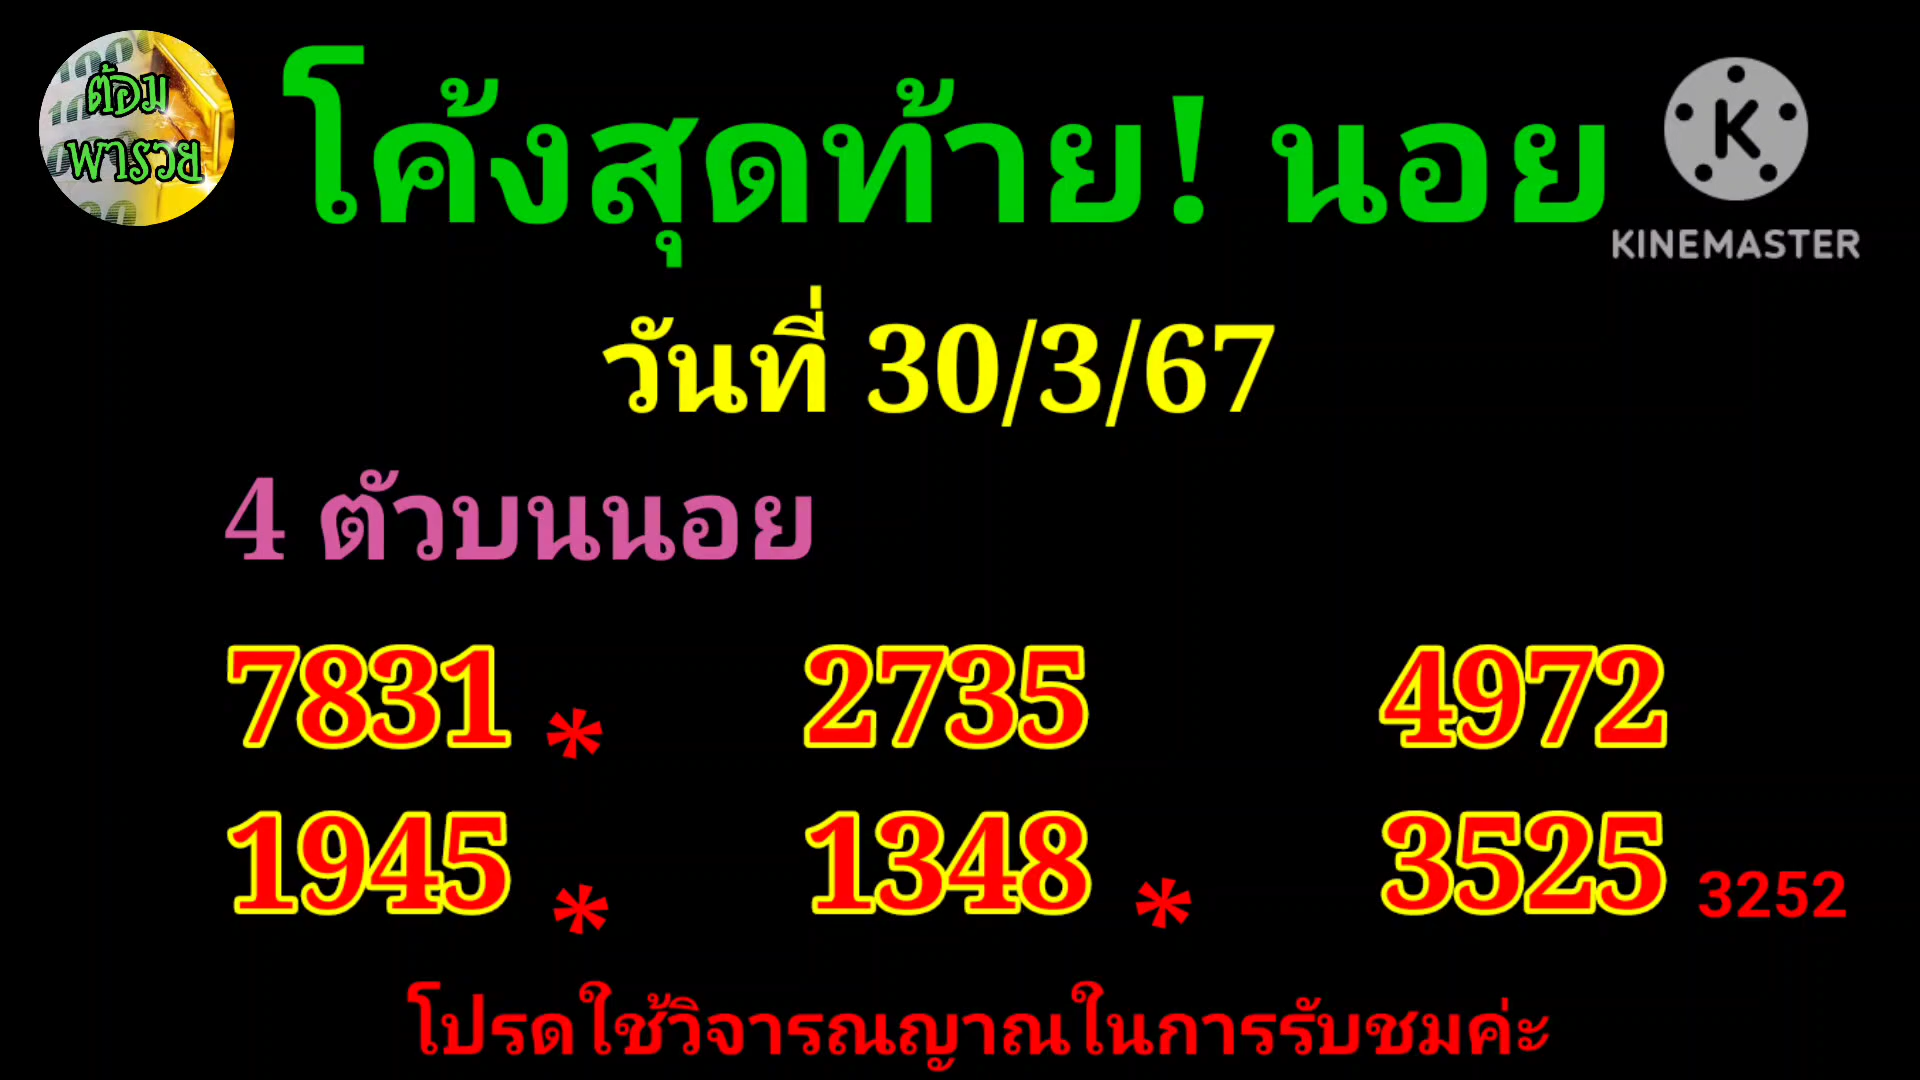 ต้อม
พารวย
โค้งสุดท้าย! นอย
KINEMASTER
วันที่ 30/3/67
4 ตัวบนนอย
7831 * 2735 4972
1945 * 1348 * 3525 3252
โปรดใช้วิจารณญาณในการรับชมค่ะ